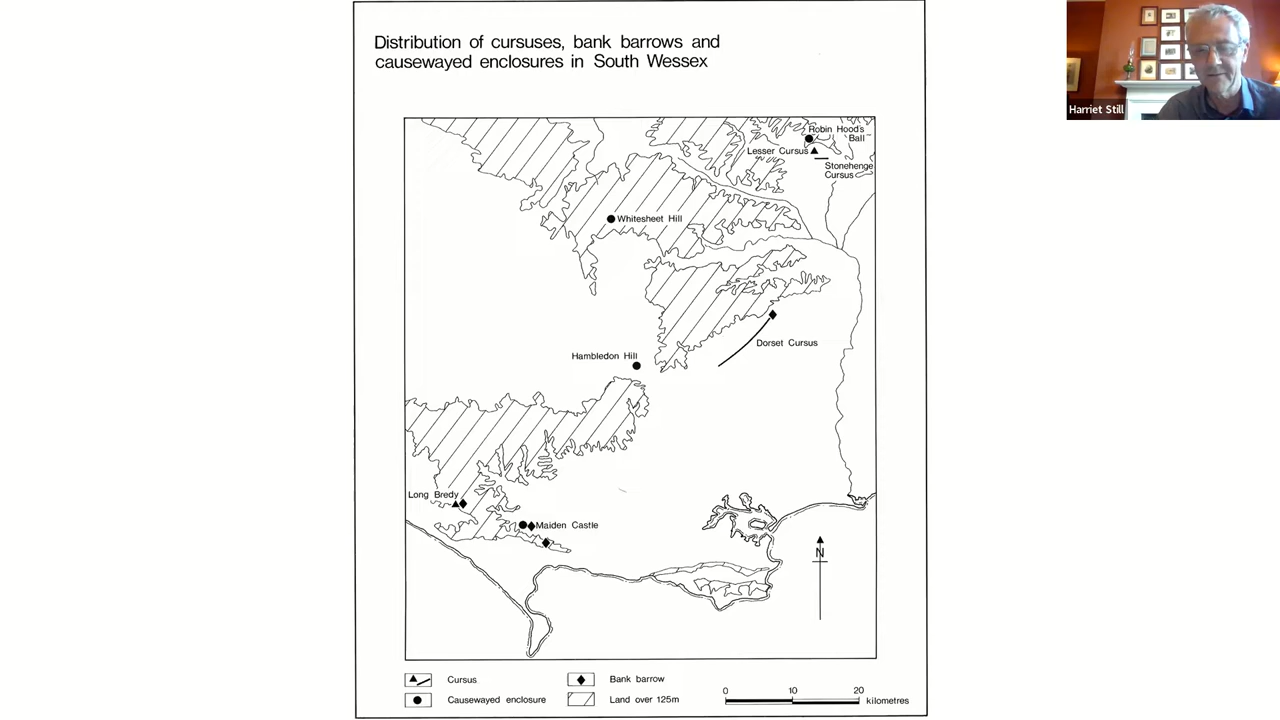 Distribution of cursuses, bank barrows and
causewayed enclosures in South Wessex
Harriet Still
Robin Hood's
Ball
Lesser Cursus
Stonehenge
Cursus
Whitesheet Hill
Dorset Cursus
Hambledon Hill
Long Bredy
Maiden Castle
N
Cursus
Bank barrow
Causewayed enclosure
Land over 125m
0 10 20
kilometres